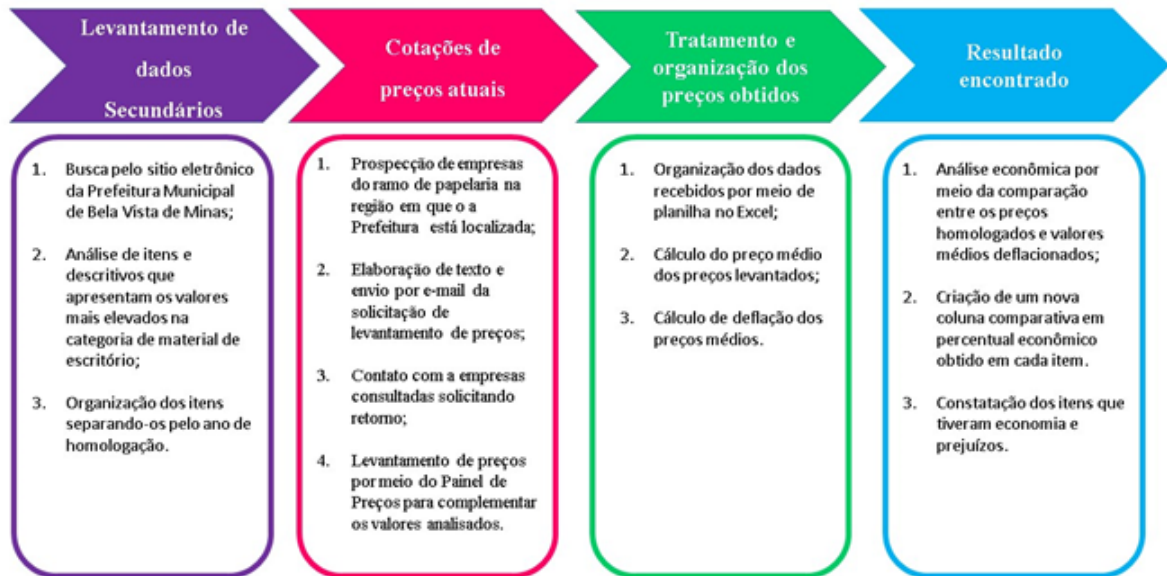 Levantamento de
dados
Secundários
1. Busca pelo sitio eletrônico
da Prefeitura Municipal
de Bela Vista de Minas;
2. Análise de itens e
descritivos que
apresentam os valores
mais elevados na
categoria de material de
escritório;
3. Organização dos itens
separando-os pelo ano de
homologação.
Cotações de
preços atuais
1. Prospecção de empresas
do ramo de papelaria na
região em que o a
Prefeitura está localizada;
2. Elaboração de texto e
envio por e-mail da
solicitação de
levantamento de preços;
3. Contato com a empresas
consultadas solicitando
retorno;
4. Levantamento de preços
por meio do Painel de
Preços para complementar
os valores analisados.
Tratamento e
organização dos
preços obtidos
1. Organização dos dados
recebidos por meio de
planilha no Excel;
2. Cálculo do preço médio
dos preços levantados;
3. Cálculo de deflação dos
preços médios.
Resultado
encontrado
1. Análise econômica por
meio da comparação
entre os preços
homologados e valores
médios deflacionados;
2. Criação de um nova
coluna comparativa em
percentual econômico
obtido em cada item.
3. Constatação dos itens que
tiveram economia e
prejuízos.